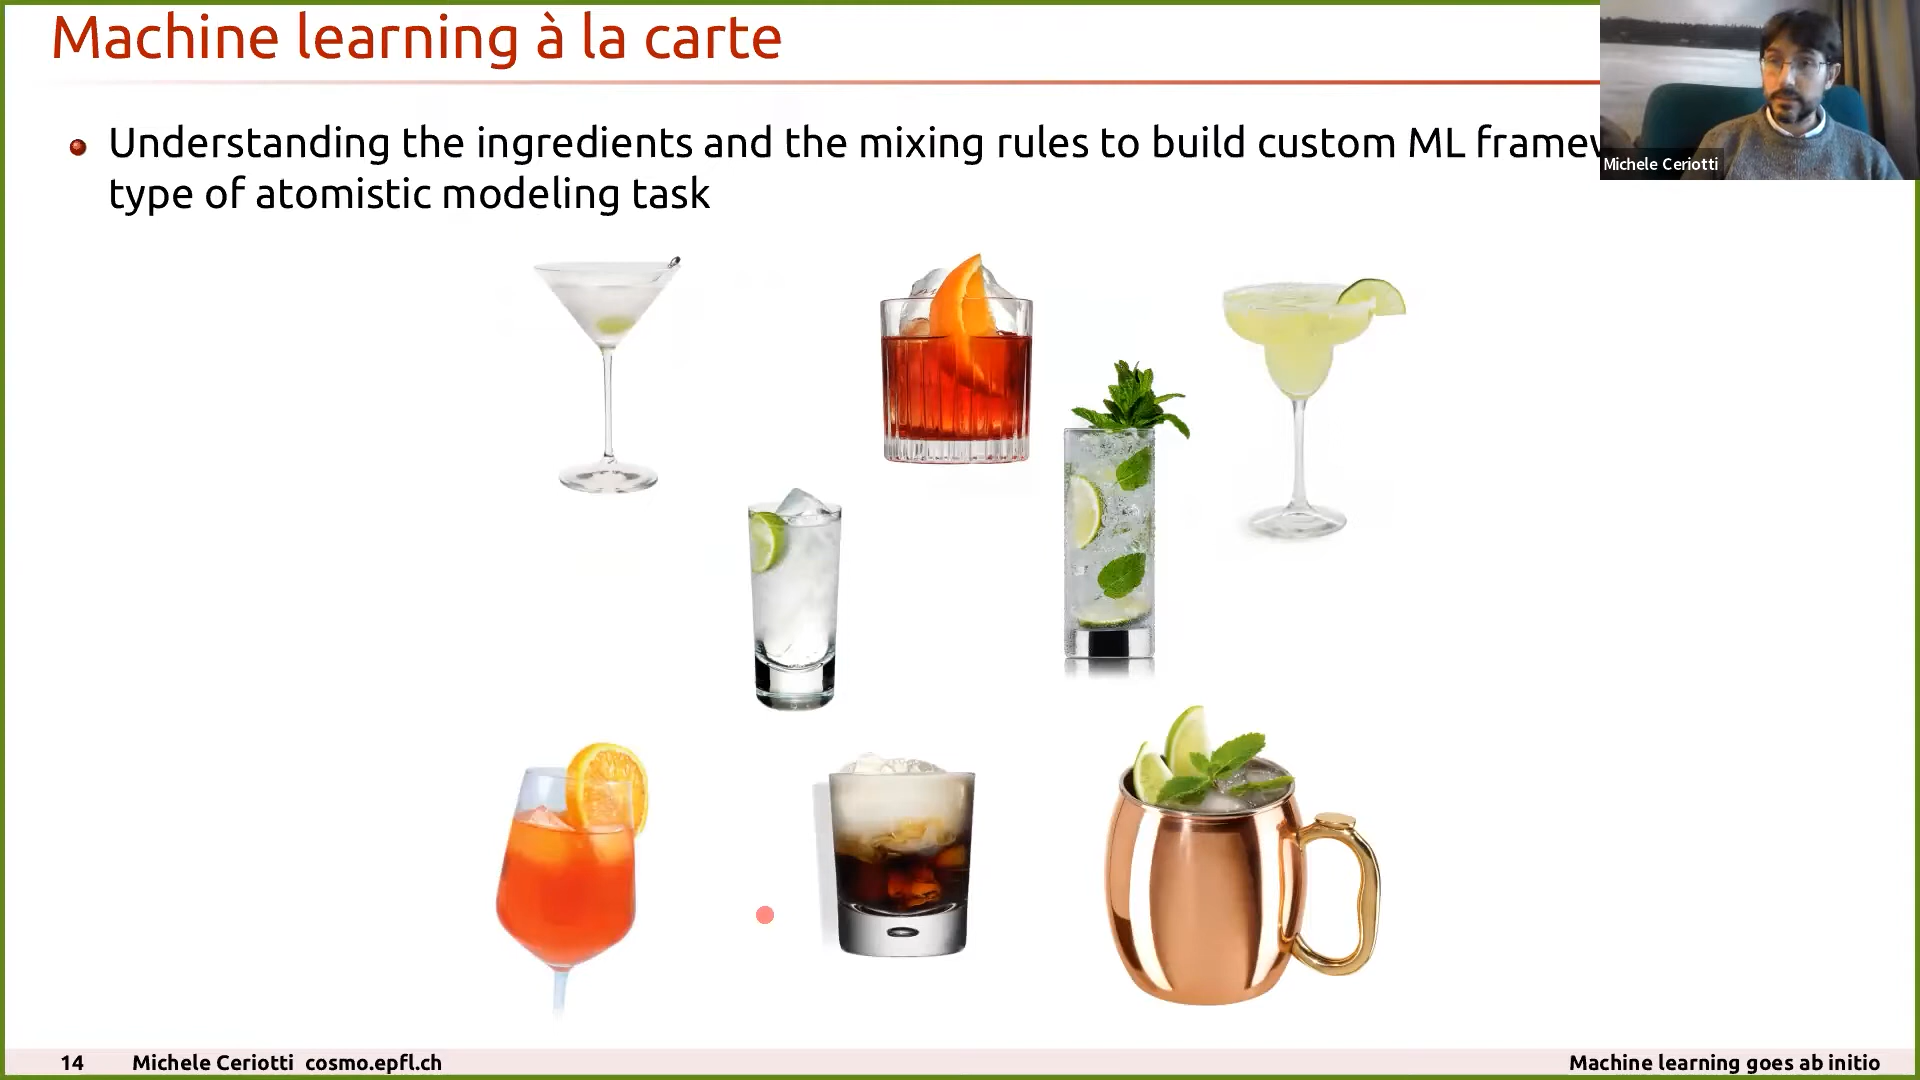 Machine learning à la carte
Understanding the ingredients and the mixing rules to build custom ML
type of atomistic modeling task
Michele Ceriotti
14 Michele Ceriotti cosmo.epfl.ch Machine learning goes ab initio